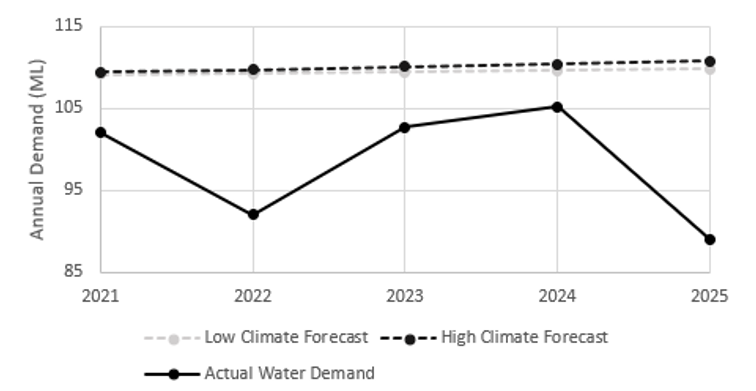 115
105
95
85
Annual Demand (ML)
2021 2022 2023 2024 2025
Low Climate Forecast High Climate Forecast
Actual Water Demand